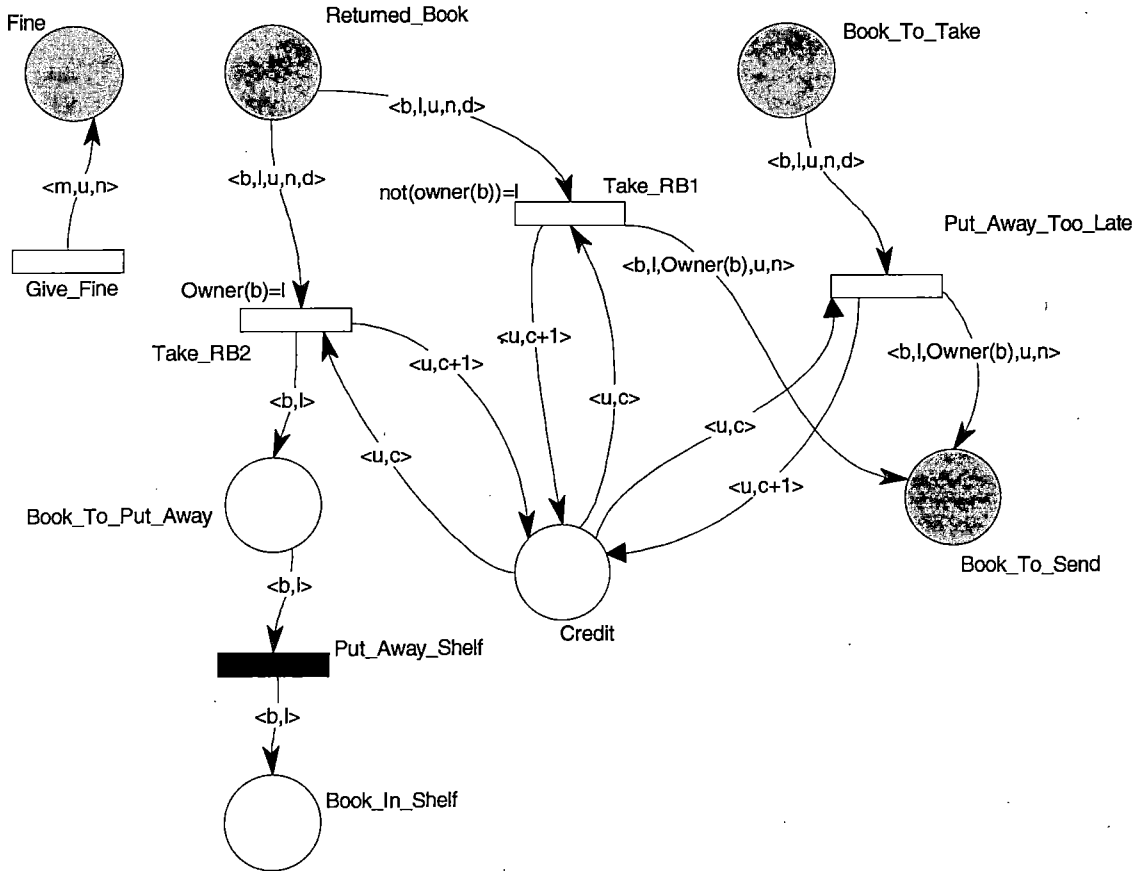 Fine
Returned_Book
Book_To_Take
<b,l,u,n,d>
<m,u,n>
<b,l,u,n,d>
<b,l,u,n,d>
not(owner(b))=l
Take_RB1
Put_Away_Too_Late
Give_Fine
Owner(b)=l
<b,l,Owner(b),u,n>
Take_RB2
<u,c+1>
<u,c+1>
<b,l,Owner(b),u,n>
<b,l>
<u,c>
<u,c>
<u,c>
<u,c+1>
Book_To_Put_Away
Book_To_Send
<b,l>
Credit
Put_Away_Shelf
<b,l>
Book_In_Shelf